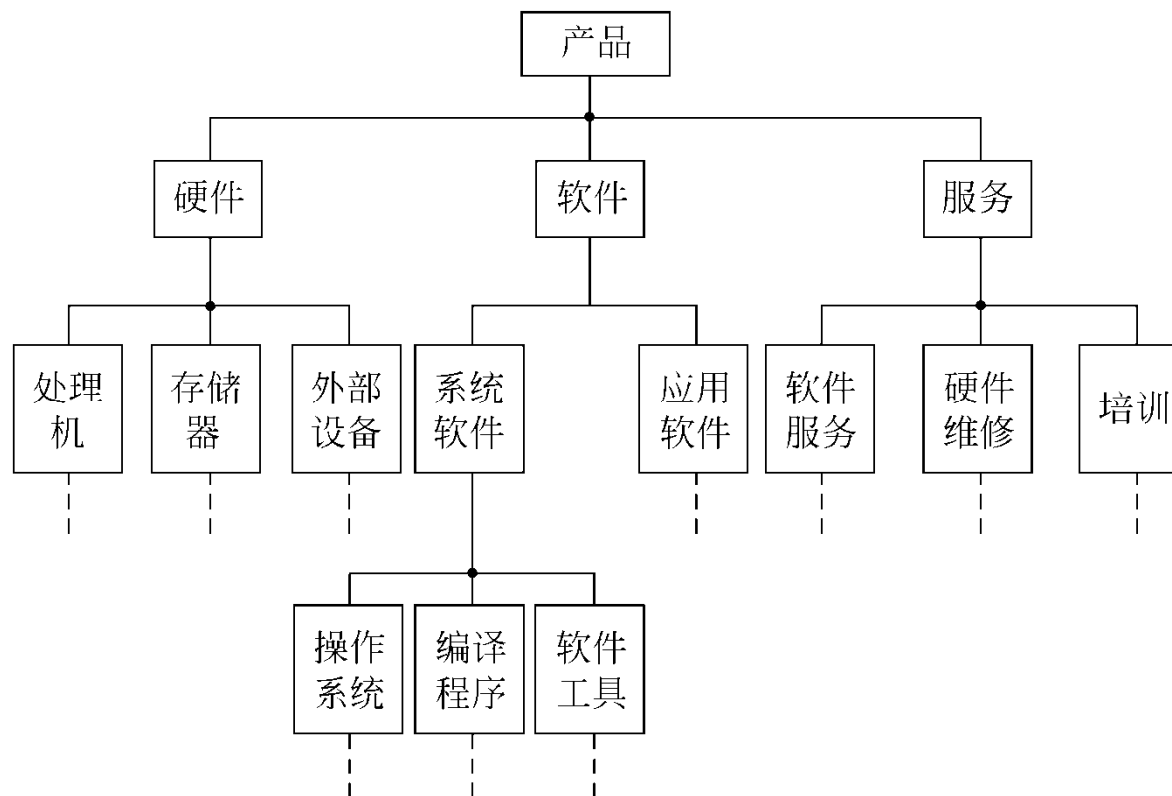 产品
硬件
软件
服务
处理
机
存储
器
外部
设备
系统
软件
应用
软件
软件
服务
硬件
维修
培训
操作
系统
编译
程序
软件
工具